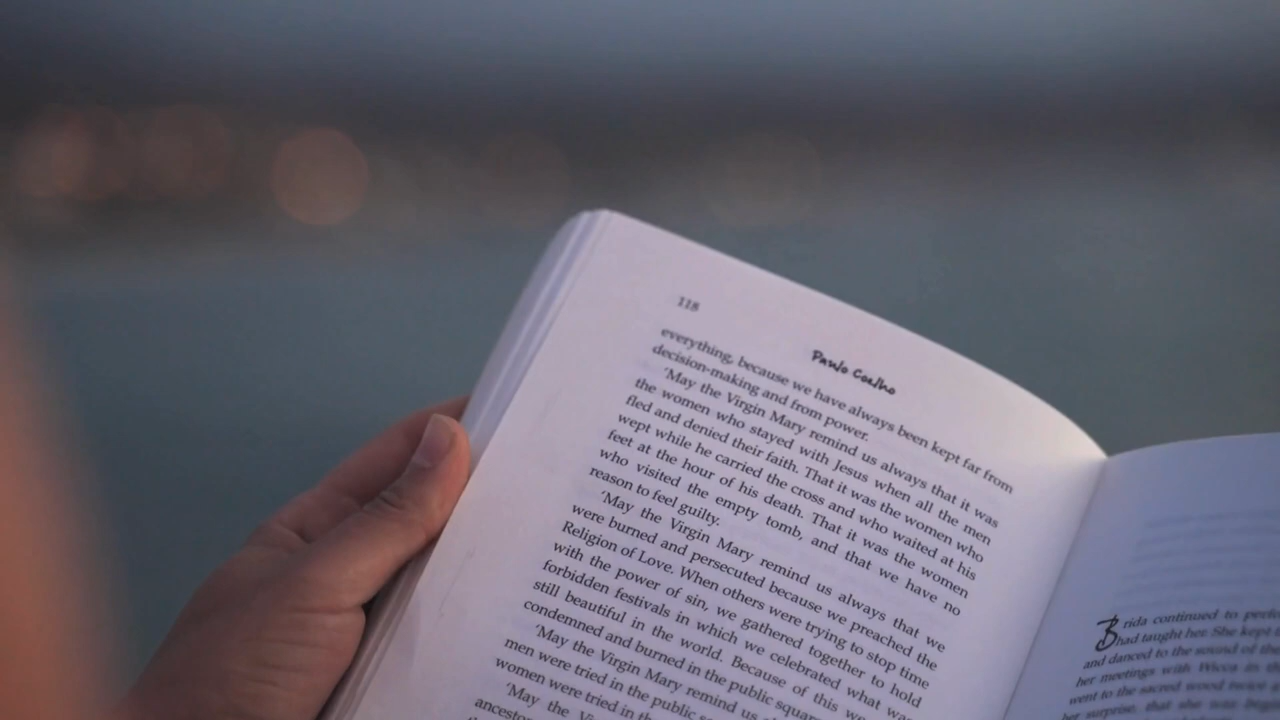 118
Paulo Coelho
everything, because we have always been kept far from
decision-making and from power.
'May the Virgin Mary remind us always that it was
the women who stayed with Jesus when all the men
fled and denied their faith. That it was the women who
wept while he carried the cross and who waited at his
feet at the hour of his death. That it was the women
who visited the empty tomb, and that we have no
reason to feel guilty.
'May the Virgin Mary remind us always that we
were burned and persecuted because we preached the
Religion of Love. When others were trying to stop time
with the power of sin, we gathered together to hold
forbidden festivals in which we celebrated what was
still beautiful in the world. Because of this we
condemned and burned in the public square
'May the Virgin Mary remind us
men were tried in the public
women were tried in the
'May the
ancestor
Brida continued to
had taught her. She kept
and danced to the sound of the
her meetings with Wicca in the
went to the sacred wood twice
her surprise, that she was